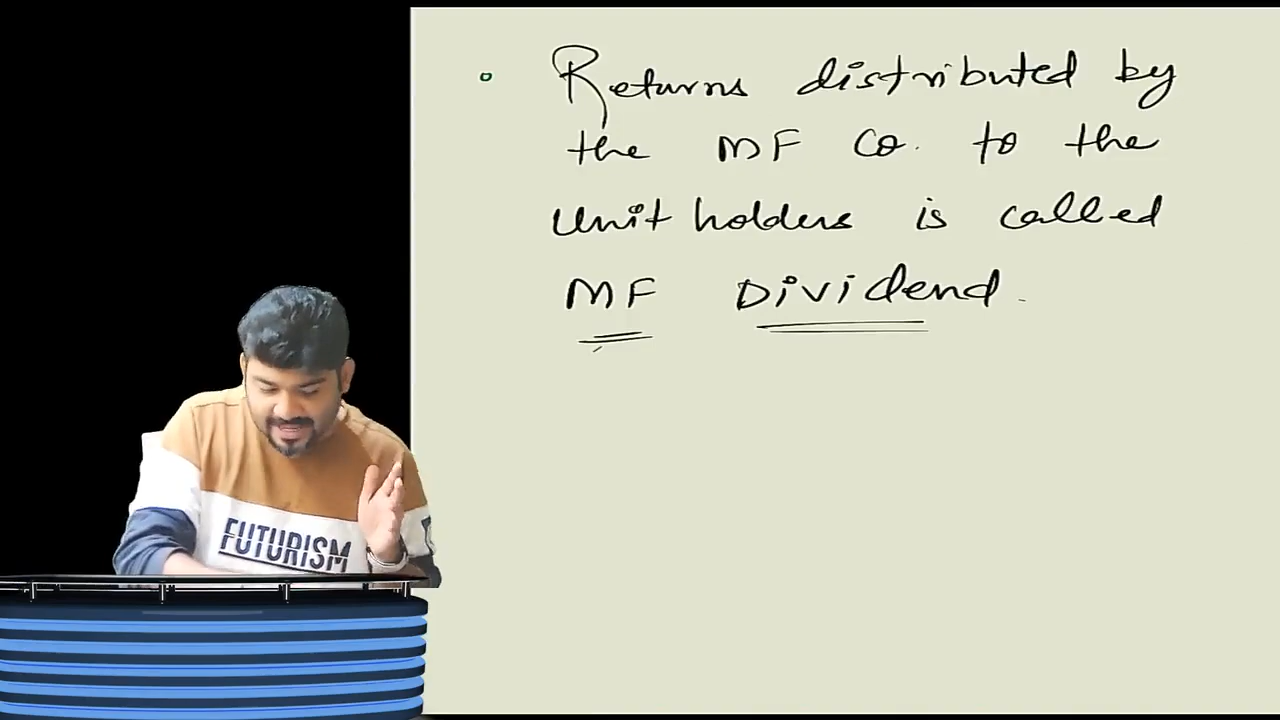 Returns distributed by
the MF Co. to the
unit holders is called
MF Dividend.
FUTURISM